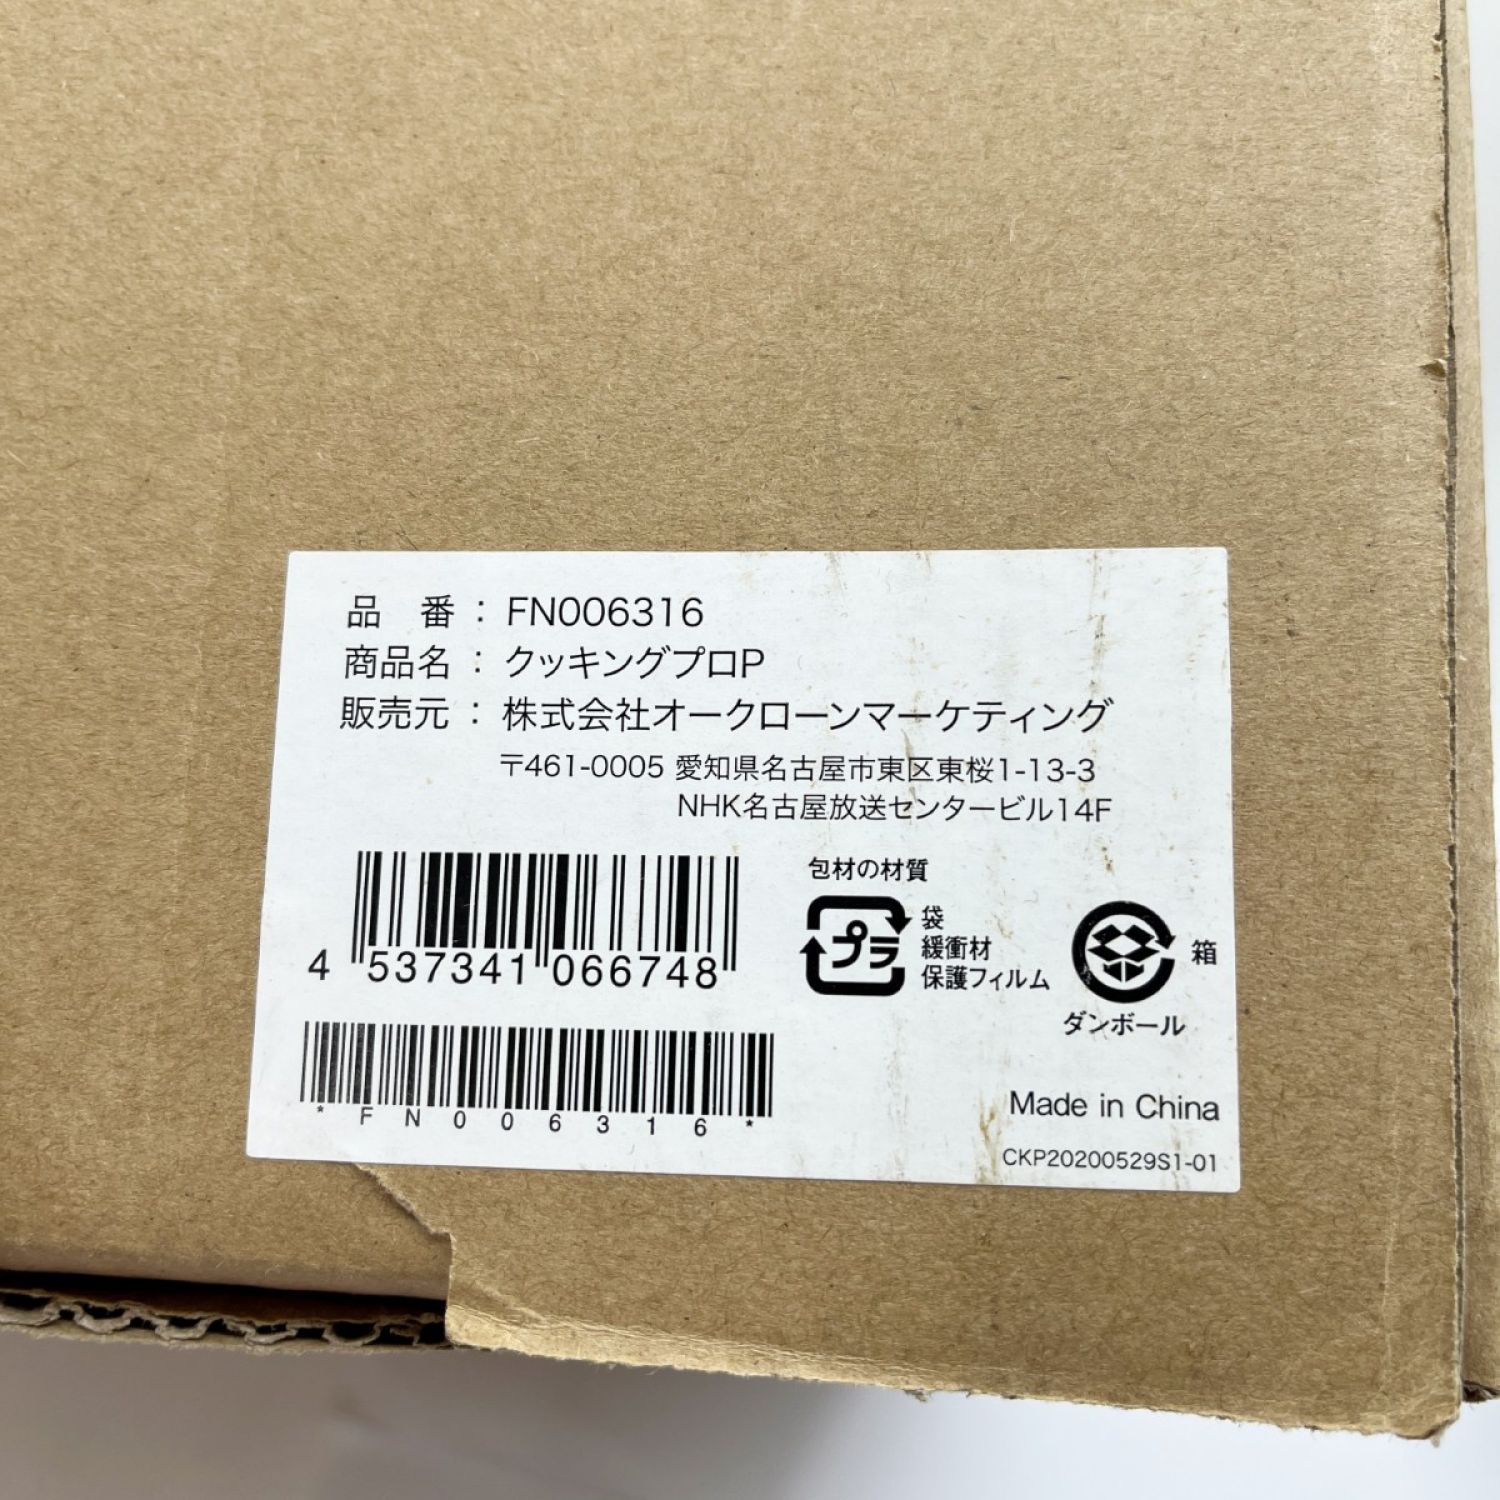 品 番 : FN006316
商品名 : クッキングプロP
販売元 : 株式会社オークローンマーケティング
〒461-0005 愛知県名古屋市東区東桜1-13-3
NHK名古屋放送センタービル14F
4 537341 066748
*FN006316*
包材の材質
プラ
袋
緩衝材
保護フィルム
箱
ダンボール
Made in China
CKP20200529S1-01